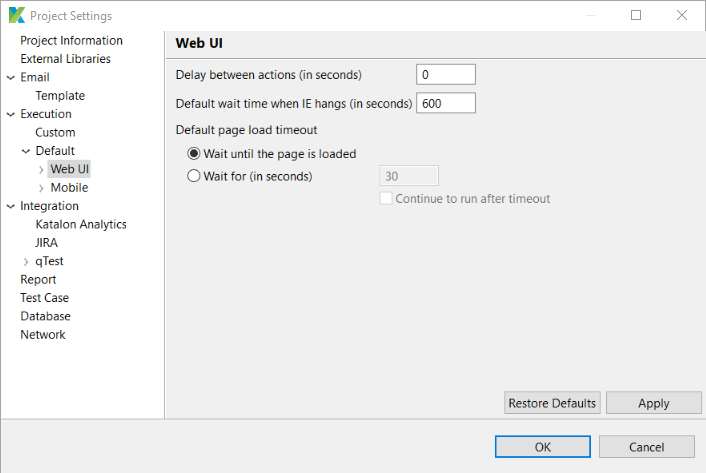 Project Settings
Project Information
External Libraries
Email
Template
Execution
Custom
Default
Web UI
Mobile
Integration
Katalon Analytics
JIRA
qTest
Report
Test Case
Database
Network
Web UI
Delay between actions (in seconds) 0
Default wait time when IE hangs (in seconds) 600
Default page load timeout
Wait until the page is loaded
Wait for (in seconds) 30
Continue to run after timeout
Restore Defaults Apply
OK Cancel